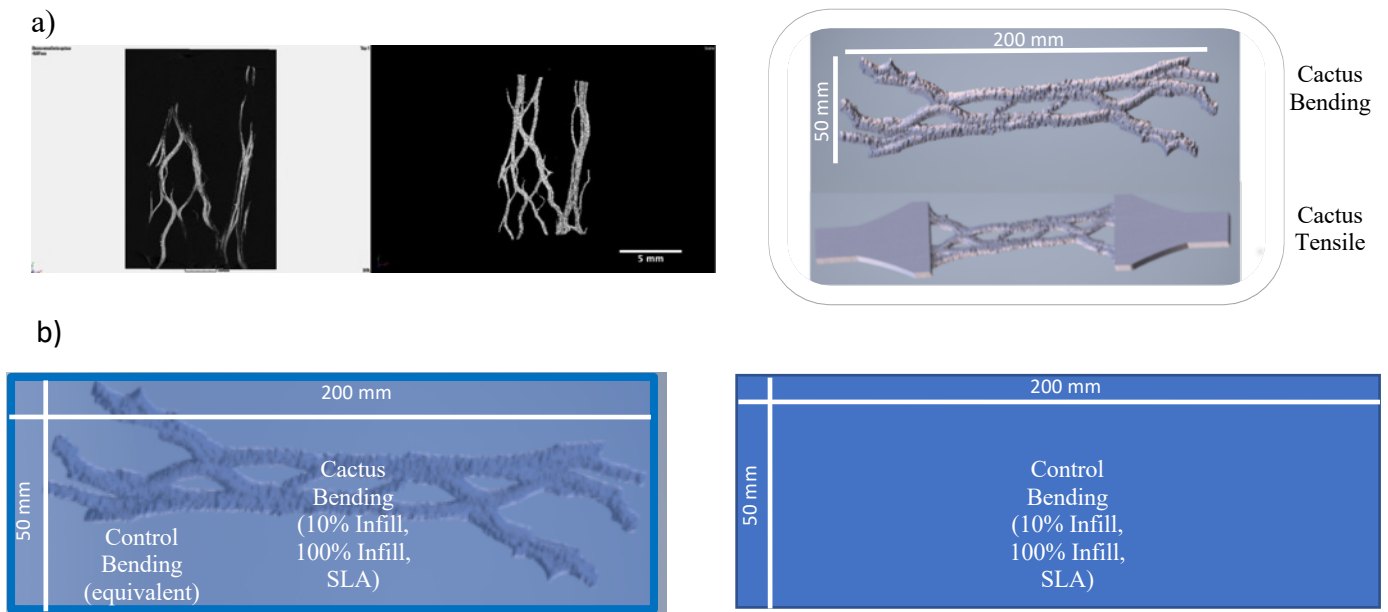 a)
5 mm
200 mm
50 mm
Cactus
Bending
Cactus
Tensile
b)
200 mm
50 mm
Cactus
Bending
(10% Infill,
100% Infill,
SLA)
Control
Bending
(equivalent)
200 mm
50 mm
Control
Bending
(10% Infill,
100% Infill,
SLA)